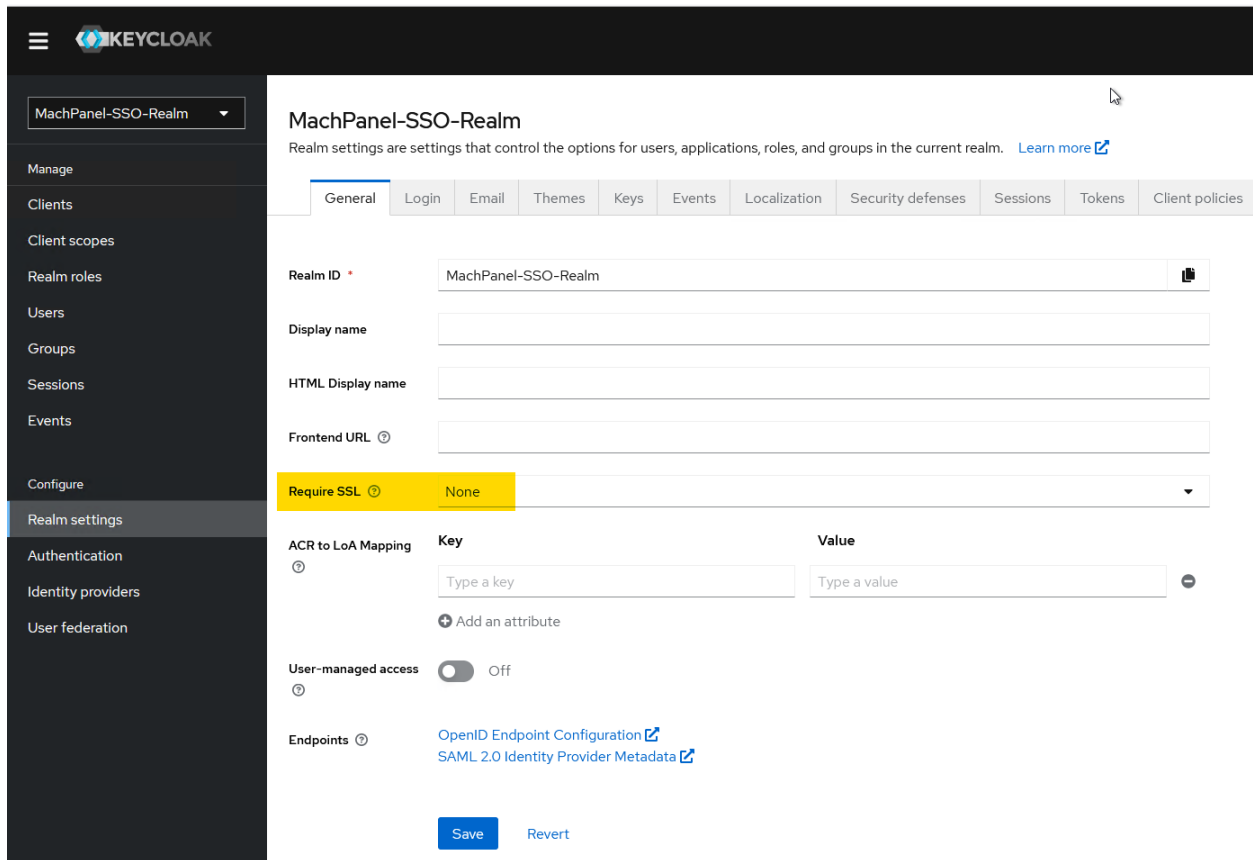 KEYCLOAK
MachPanel-SSO-Realm
Manage
Clients
Client scopes
Realm roles
Users
Groups
Sessions
Events
Configure
Realm settings
Authentication
Identity providers
User federation
MachPanel-SSO-Realm
Realm settings are settings that control the options for users, applications, roles, and groups in the current realm. Learn more
General Login Email Themes Keys Events Localization Security defenses Sessions Tokens Client policies
Realm ID * MachPanel-SSO-Realm
Display name
HTML Display name
Frontend URL
Require SSL None
ACR to LoA Mapping Key Value
Type a key Type a value
Add an attribute
User-managed access Off
Endpoints OpenID Endpoint Configuration
SAML 2.0 Identity Provider Metadata
Save Revert